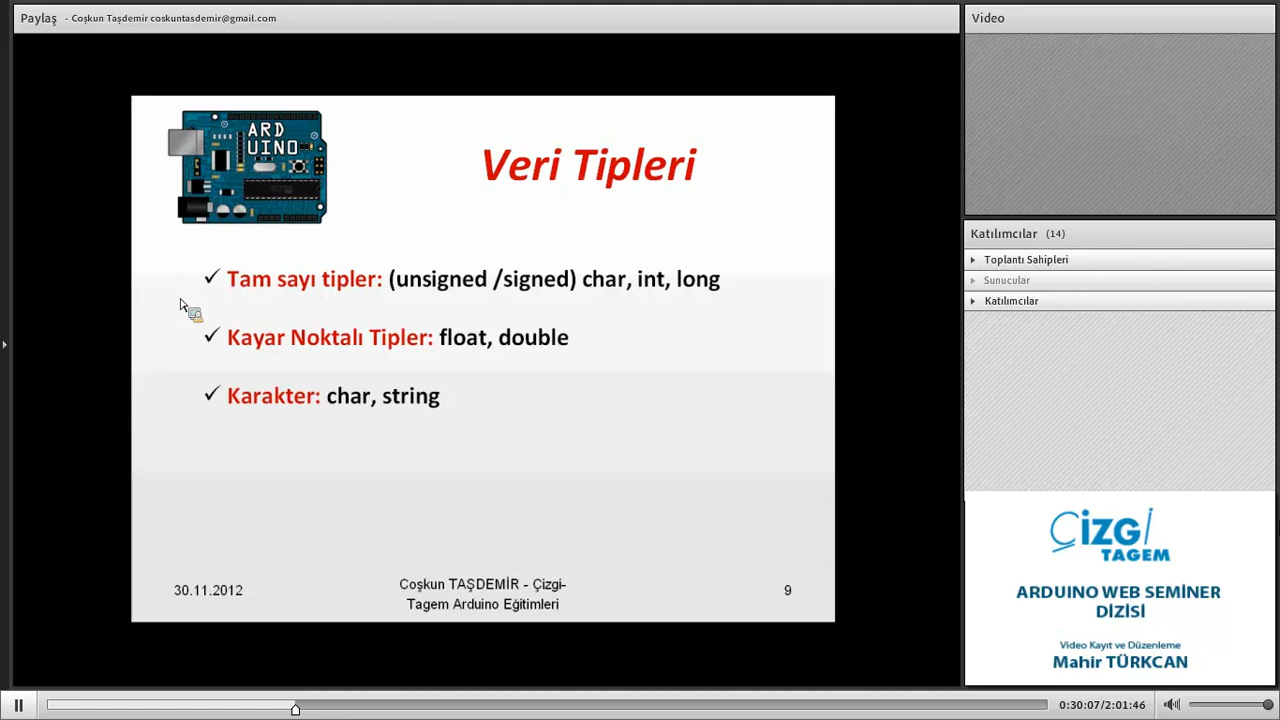 Paylaş - Coşkun Taşdemir coskuntasdemir@gmail.com
Video
ARD
UINO
Veri Tipleri
Tam sayı tipler: (unsigned /signed) char, int, long
Kayar Noktalı Tipler: float, double
Karakter: char, string
30.11.2012
Coşkun TAŞDEMİR - Çizgi-
Tagem Arduino Eğitimleri
9
Katılımcılar (14)
Toplantı Sahipleri
Sunucular
Katılımcılar
ÇİZGİ
TAGEM
ARDUINO WEB SEMINER
DİZİSİ
Video Kayıt ve Düzenleme
Mahir TÜRKCAN
0:30:07/2:01:46